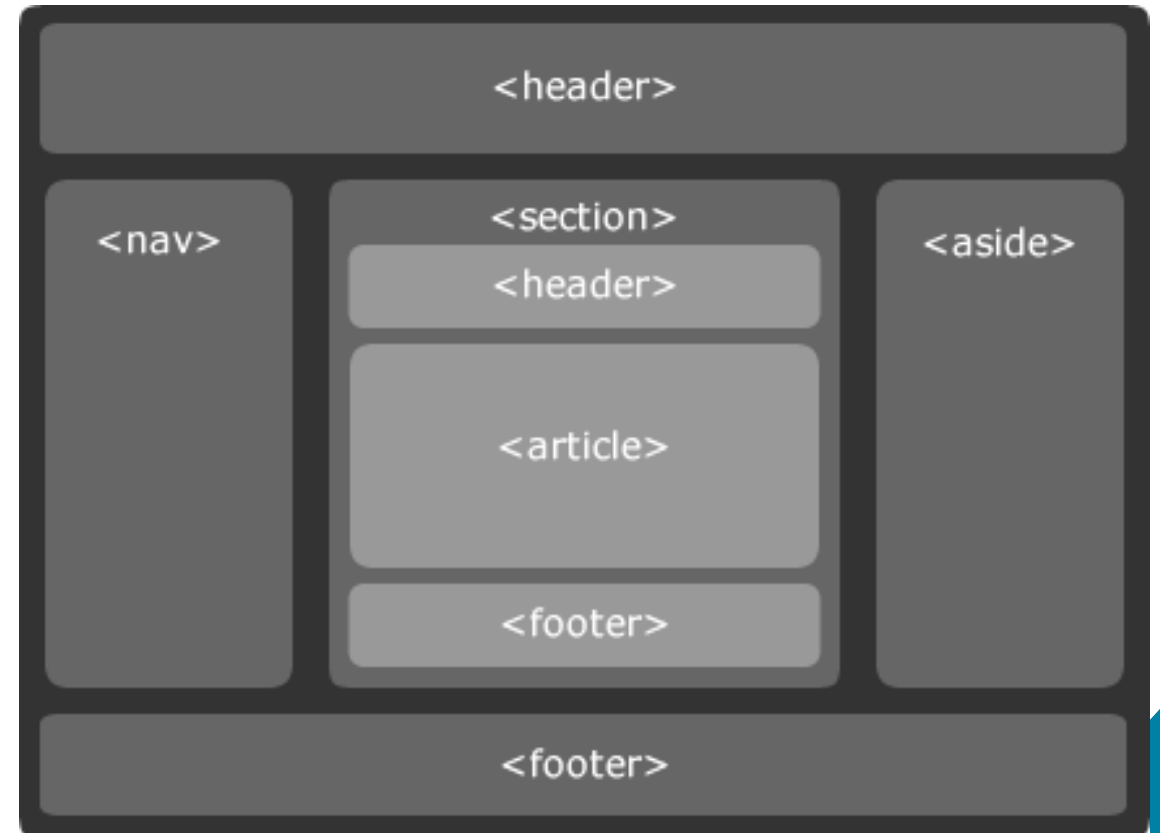 <header>
<nav>
<section>
<header>
<article>
<footer>
<aside>
<footer>